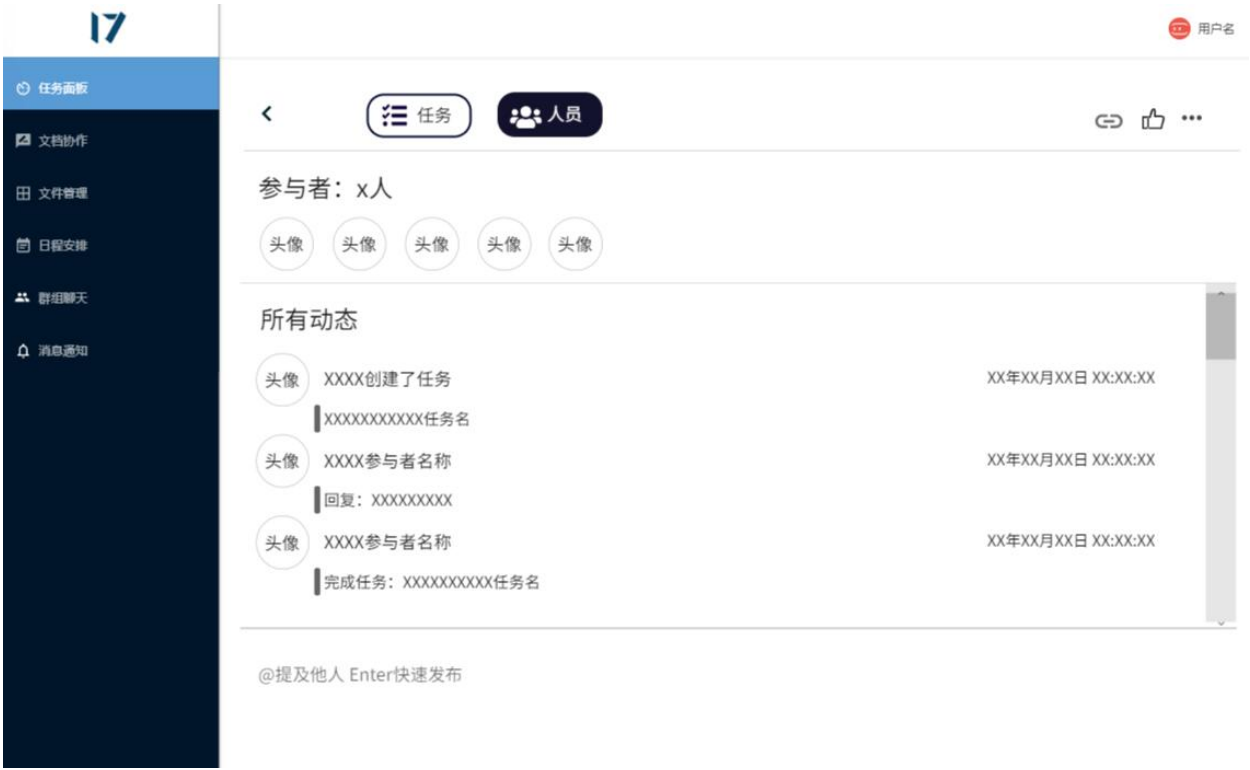 17
用户名
任务面板
文档协作
文件管理
日程安排
群组聊天
消息通知
任务
人员
参与者：x人
头像 头像 头像 头像 头像
所有动态
头像 XXXX创建了任务 XX年XX月XX日 XX:XX:XX
XXXXXXXXXXX任务名
头像 XXXX参与者名称 XX年XX月XX日 XX:XX:XX
回复：XXXXXXXXX
头像 XXXX参与者名称 XX年XX月XX日 XX:XX:XX
完成任务：XXXXXXXXXX任务名
@提及他人 Enter快速发布